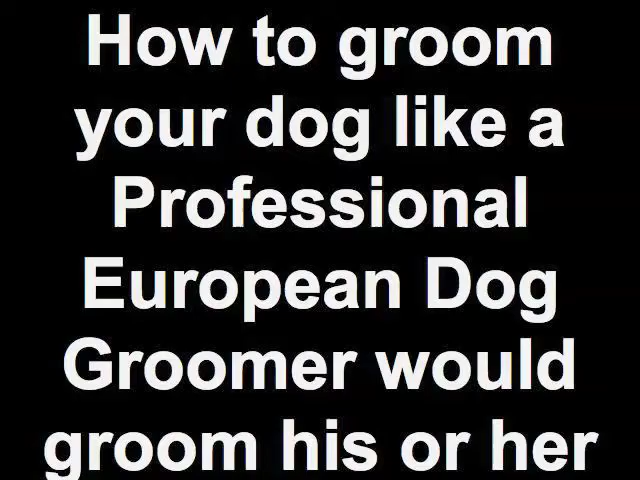 How to groom
your dog like a
Professional
European Dog
Groomer would
groom his or her